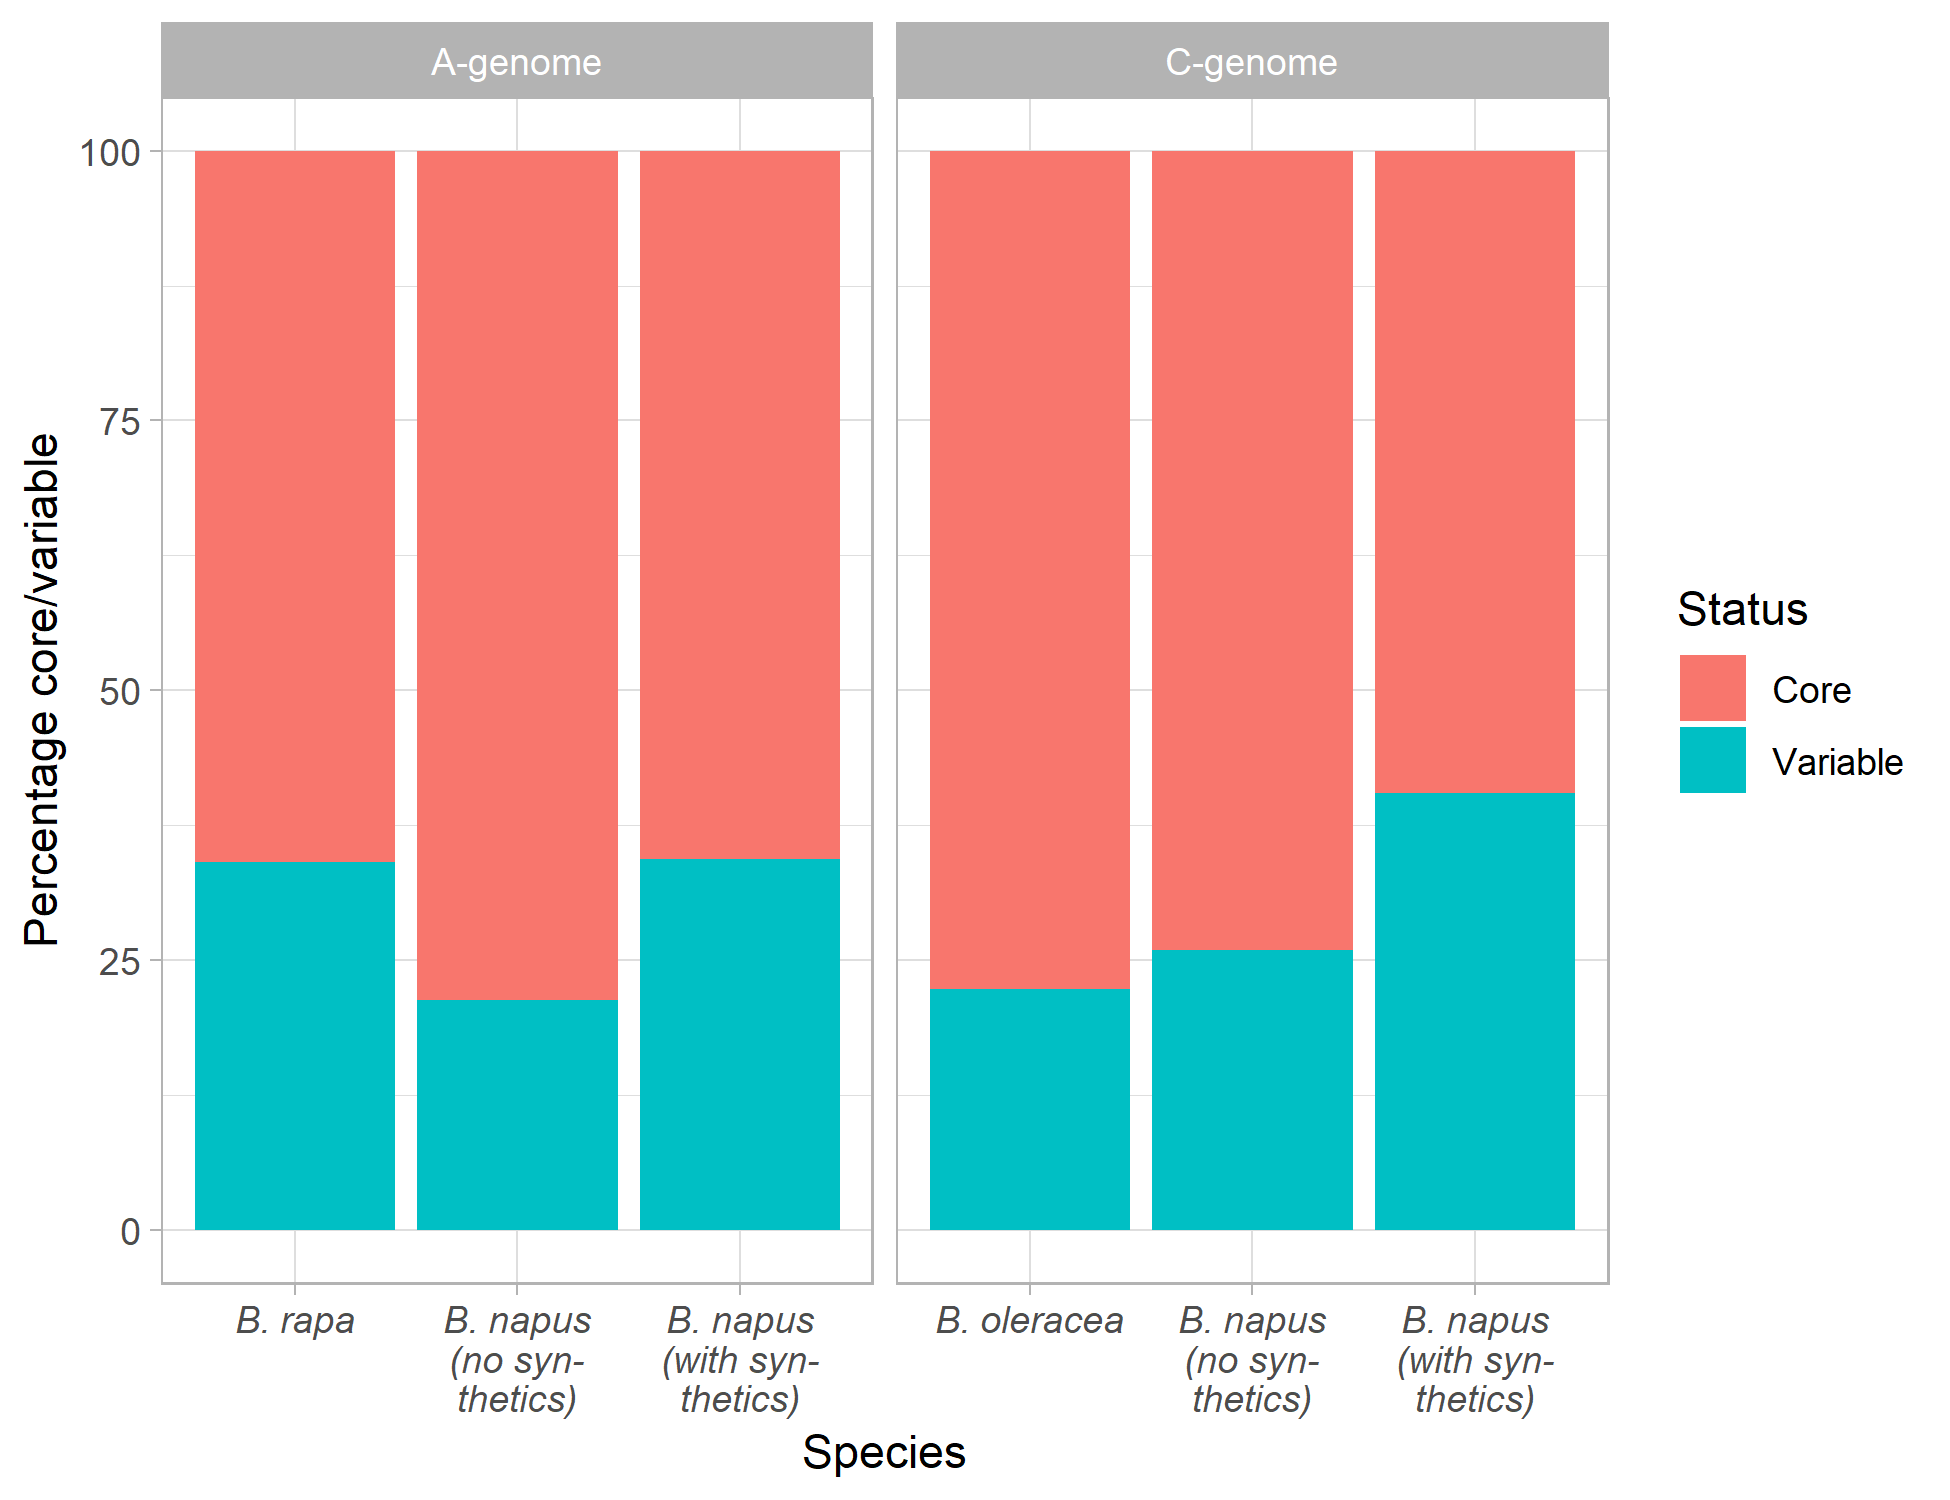 A-genome
C-genome
Percentage core/variable
100
75
50
25
0
B. rapa
B. napus
(no syn-
thetics)
B. napus
(with syn-
thetics)
B. oleracea
B. napus
(no syn-
thetics)
B. napus
(with syn-
thetics)
Species
Status
Core
Variable